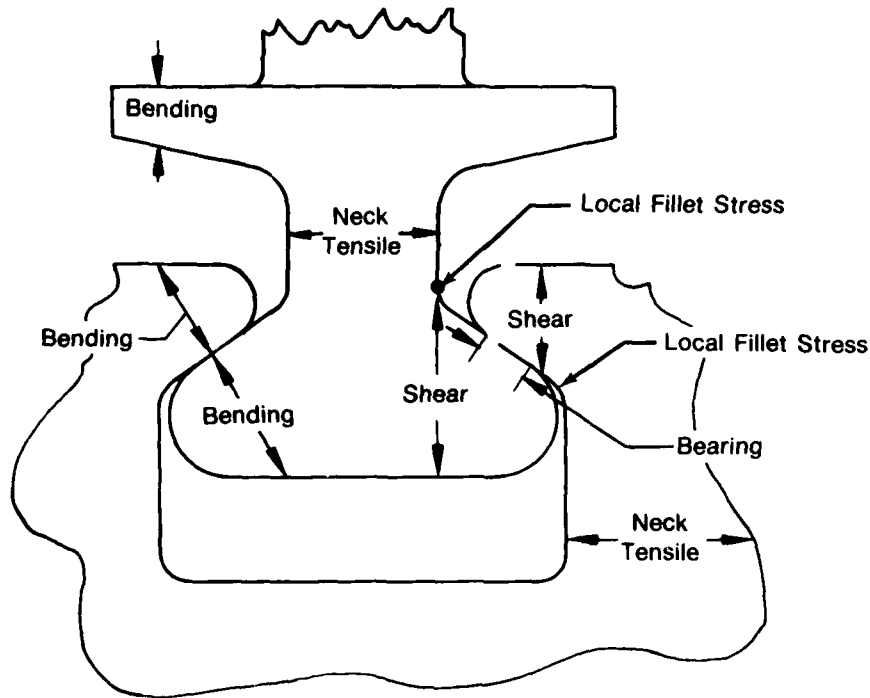 Bending
Neck
Tensile
Local Fillet Stress
Bending
Shear
Local Fillet Stress
Bending
Shear
Bearing
Neck
Tensile